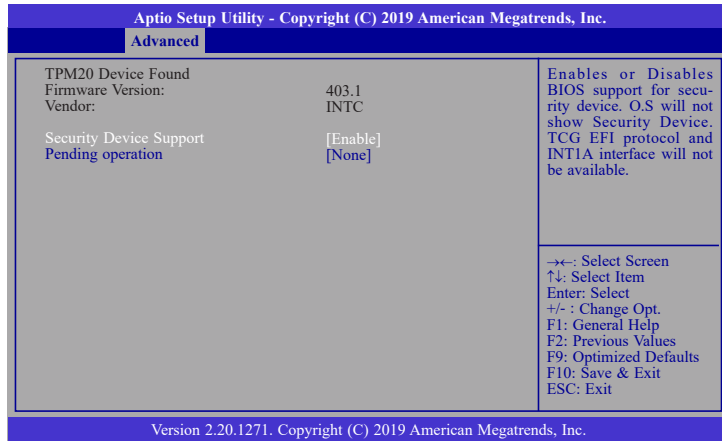 Aptio Setup Utility - Copyright (C) 2019 American Megatrends, Inc.
Advanced
TPM20 Device Found
Firmware Version: 403.1
Vendor: INTC
Security Device Support [Enable]
Pending operation [None]
Enables or Disables
BIOS support for secu-
rity device. O.S will not
show Security Device.
TCG EFI protocol and
INT1A interface will not
be available.
→←: Select Screen
↑↓: Select Item
Enter: Select
+/- : Change Opt.
F1: General Help
F2: Previous Values
F9: Optimized Defaults
F10: Save & Exit
ESC: Exit
Version 2.20.1271. Copyright (C) 2019 American Megatrends, Inc.